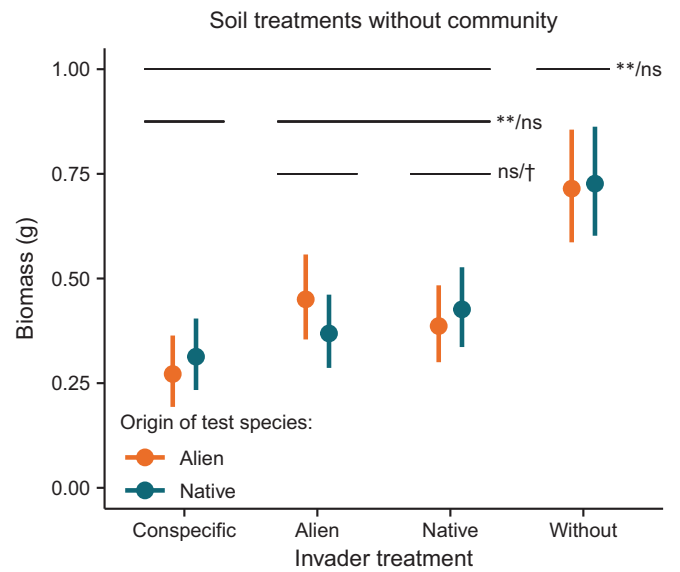 Soil treatments without community
1.00
**/ns
**/ns
0.75
ns/†
Biomass (g)
0.50
0.25
Origin of test species:
Alien
Native
0.00
Conspecific Alien Native Without
Invader treatment